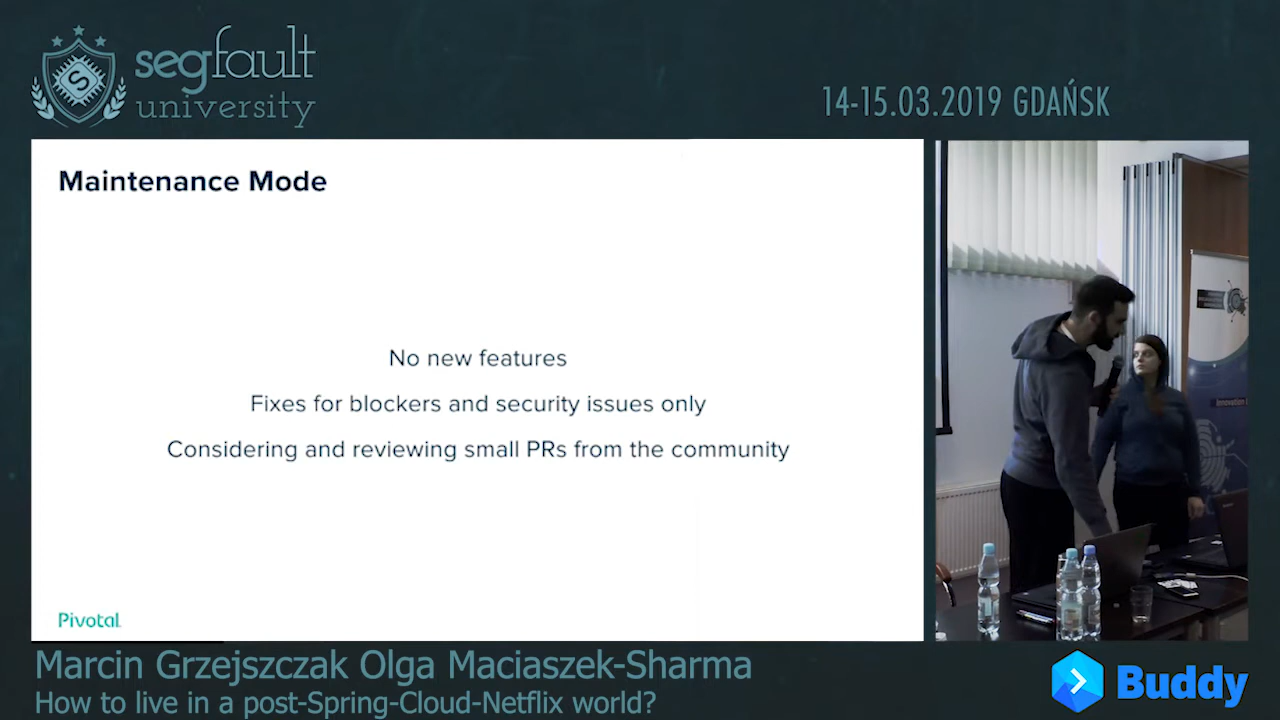 segfault
university
14-15.03.2019 GDAŃSK
Maintenance Mode
No new features
Fixes for blockers and security issues only
Considering and reviewing small PRs from the community
Pivotal
Marcin Grzejszczak Olga Maciaszek-Sharma
How to live in a post-Spring-Cloud-Netflix world?
Buddy